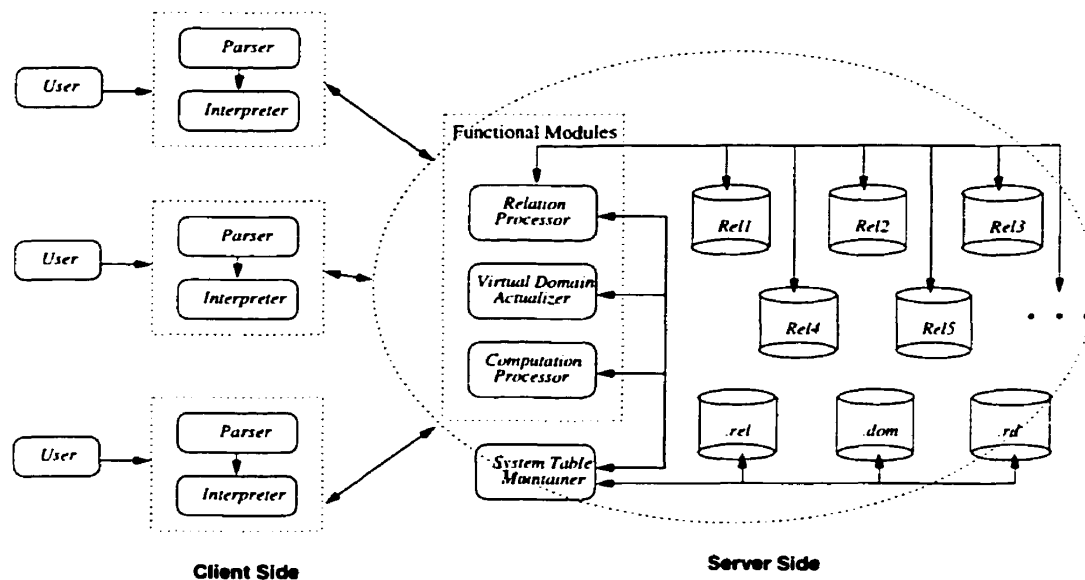 Parser
User
Interpreter
Functional Modules
Relation
Processor
Rel1
Rel2
Rel3
Parser
User
Interpreter
Virtual Domain
Actualizer
Rel4
Rel5
. . .
Computation
Processor
Parser
User
Interpreter
.rel
.dom
.rd
System Table
Maintainer
Client Side
Server Side